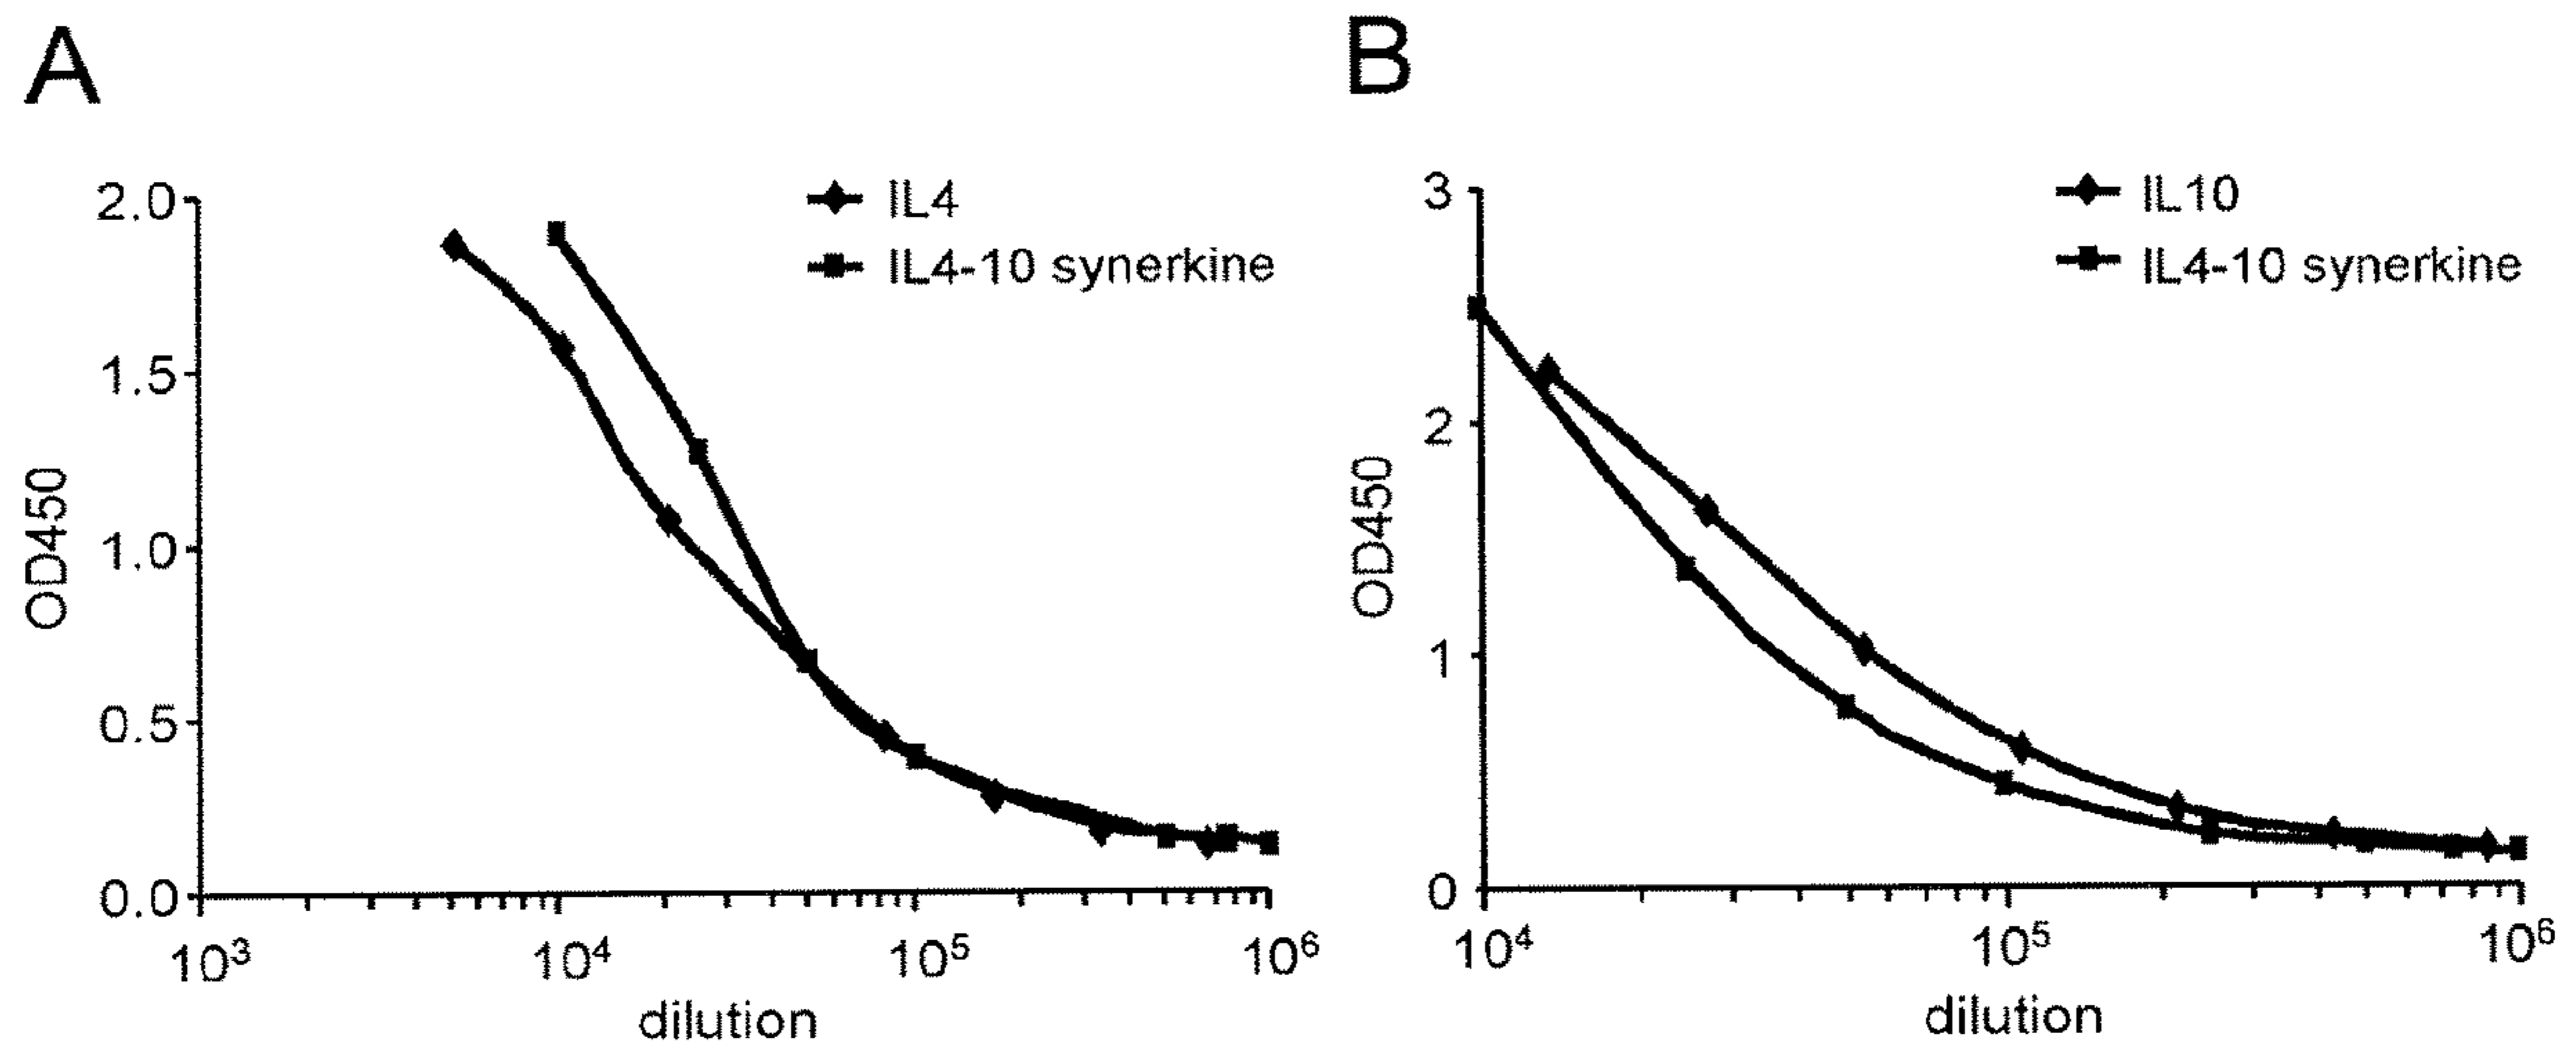 A
B
IL4
IL4-10 synerkine
2.0
1.5
1.0
0.5
0.0
OD450
10³
10⁴
10⁵
10⁶
dilution
IL10
IL4-10 synerkine
3
2
1
0
OD450
10⁴
10⁵
10⁶
dilution